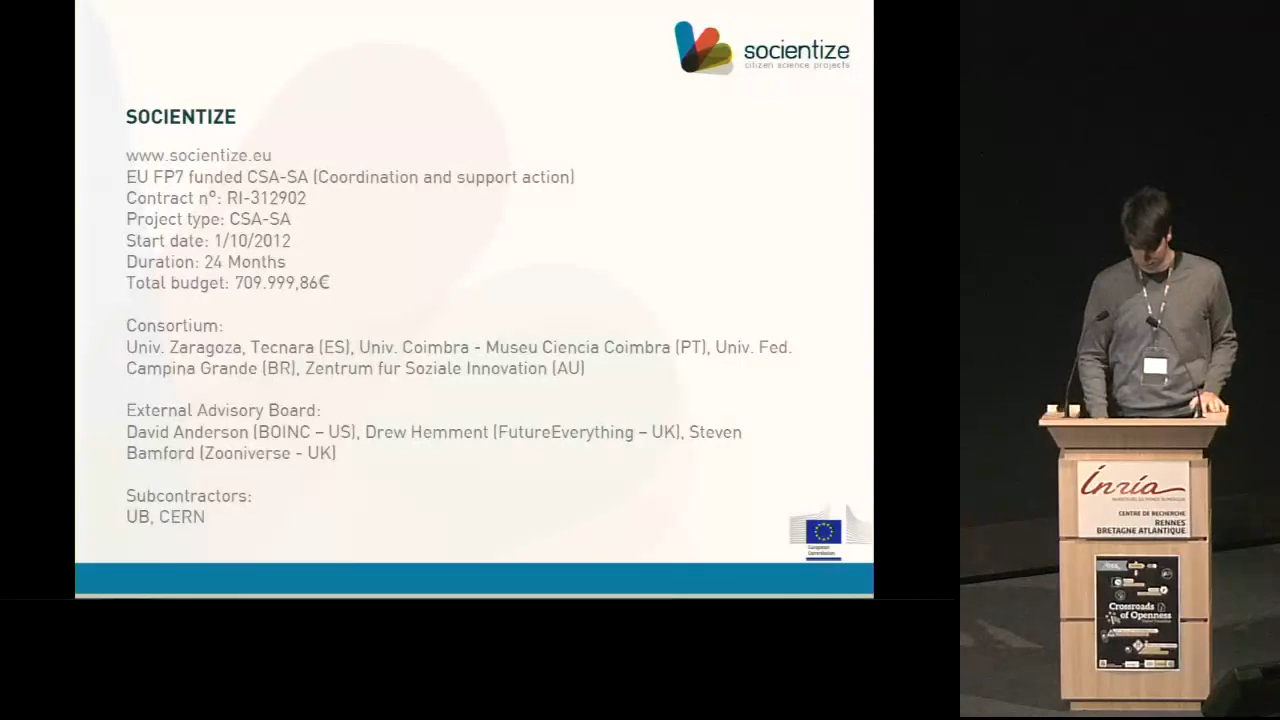 socientize
citizen science projects
SOCIENTIZE
www.socientize.eu
EU FP7 funded CSA-SA (Coordination and support action)
Contract n°: RI-312902
Project type: CSA-SA
Start date: 1/10/2012
Duration: 24 Months
Total budget: 709.999,86€
Consortium:
Univ. Zaragoza, Tecnara (ES), Univ. Coimbra - Museu Ciencia Coimbra (PT), Univ. Fed.
Campina Grande (BR), Zentrum fur Soziale Innovation (AU)
External Advisory Board:
David Anderson (BOINC – US), Drew Hemment (FutureEverything – UK), Steven
Bamford (Zooniverse - UK)
Subcontractors:
UB, CERN
European
Commission
Inría
CENTRE DE RECHERCHE
RENNES
BRETAGNE ATLANTIQUE
Crossroads
of Openness